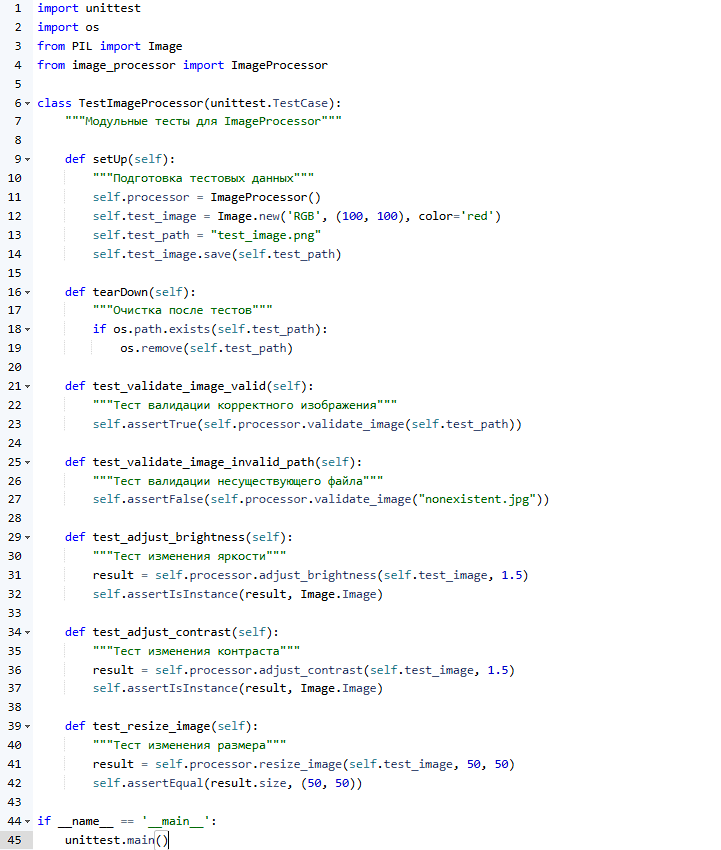 1 import unittest
2 import os
3 from PIL import Image
4 from image_processor import ImageProcessor
5
6 class TestImageProcessor(unittest.TestCase):
7     """Модульные тесты для ImageProcessor"""
8
9     def setUp(self):
10         """Подготовка тестовых данных"""
11         self.processor = ImageProcessor()
12         self.test_image = Image.new('RGB', (100, 100), color='red')
13         self.test_path = "test_image.png"
14         self.test_image.save(self.test_path)
15
16     def tearDown(self):
17         """Очистка после тестов"""
18         if os.path.exists(self.test_path):
19             os.remove(self.test_path)
20
21     def test_validate_image_valid(self):
22         """Тест валидации корректного изображения"""
23         self.assertTrue(self.processor.validate_image(self.test_path))
24
25     def test_validate_image_invalid_path(self):
26         """Тест валидации несуществующего файла"""
27         self.assertFalse(self.processor.validate_image("nonexistent.jpg"))
28
29     def test_adjust_brightness(self):
30         """Тест изменения яркости"""
31         result = self.processor.adjust_brightness(self.test_image, 1.5)
32         self.assertIsInstance(result, Image.Image)
33
34     def test_adjust_contrast(self):
35         """Тест изменения контраста"""
36         result = self.processor.adjust_contrast(self.test_image, 1.5)
37         self.assertIsInstance(result, Image.Image)
38
39     def test_resize_image(self):
40         """Тест изменения размера"""
41         result = self.processor.resize_image(self.test_image, 50, 50)
42         self.assertEqual(result.size, (50, 50))
43
44 if __name__ == '__main__':
45     unittest.main()